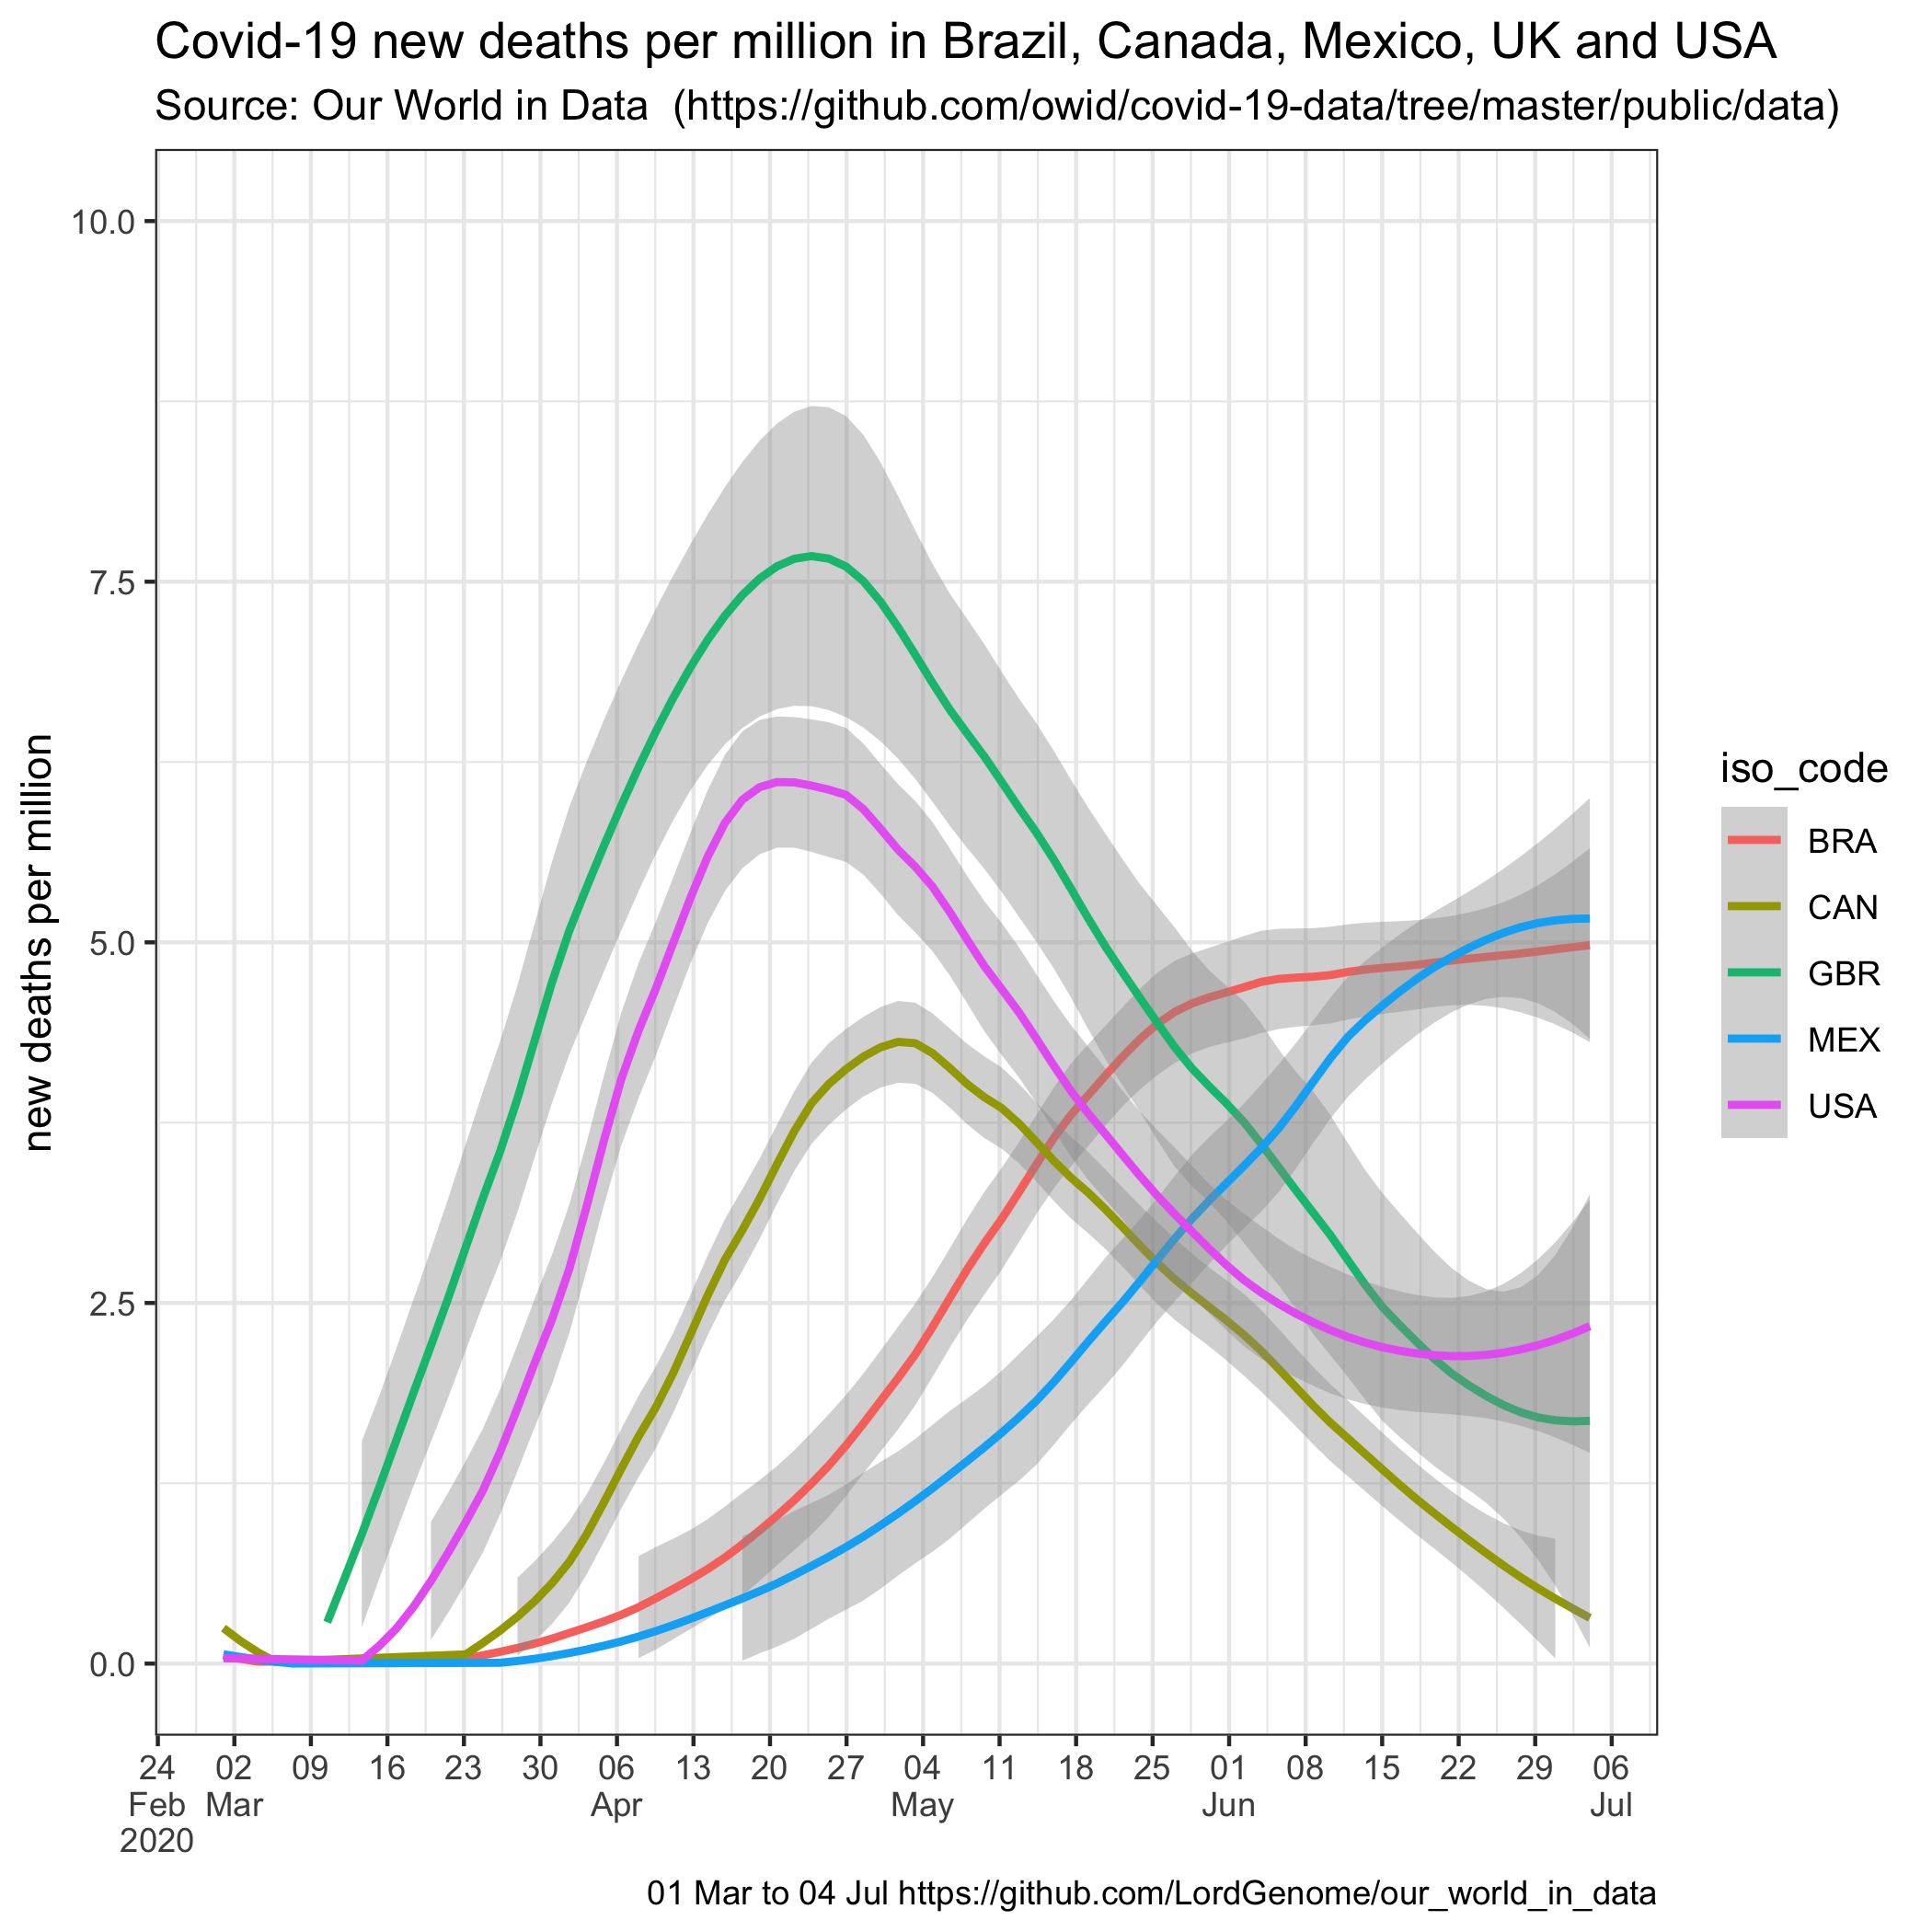 Covid-19 new deaths per million in Brazil, Canada, Mexico, UK and USA
Source: Our World in Data  (https://github.com/owid/covid-19-data/tree/master/public/data)
new deaths per million
10.0
7.5
5.0
2.5
0.0
24 02 09 16 23 30 06 13 20 27 04 11 18 25 01 08 15 22 29 06
Feb Mar Apr May Jun Jul
2020
iso_code
BRA
CAN
GBR
MEX
USA
01 Mar to 04 Jul https://github.com/LordGenome/our_world_in_data